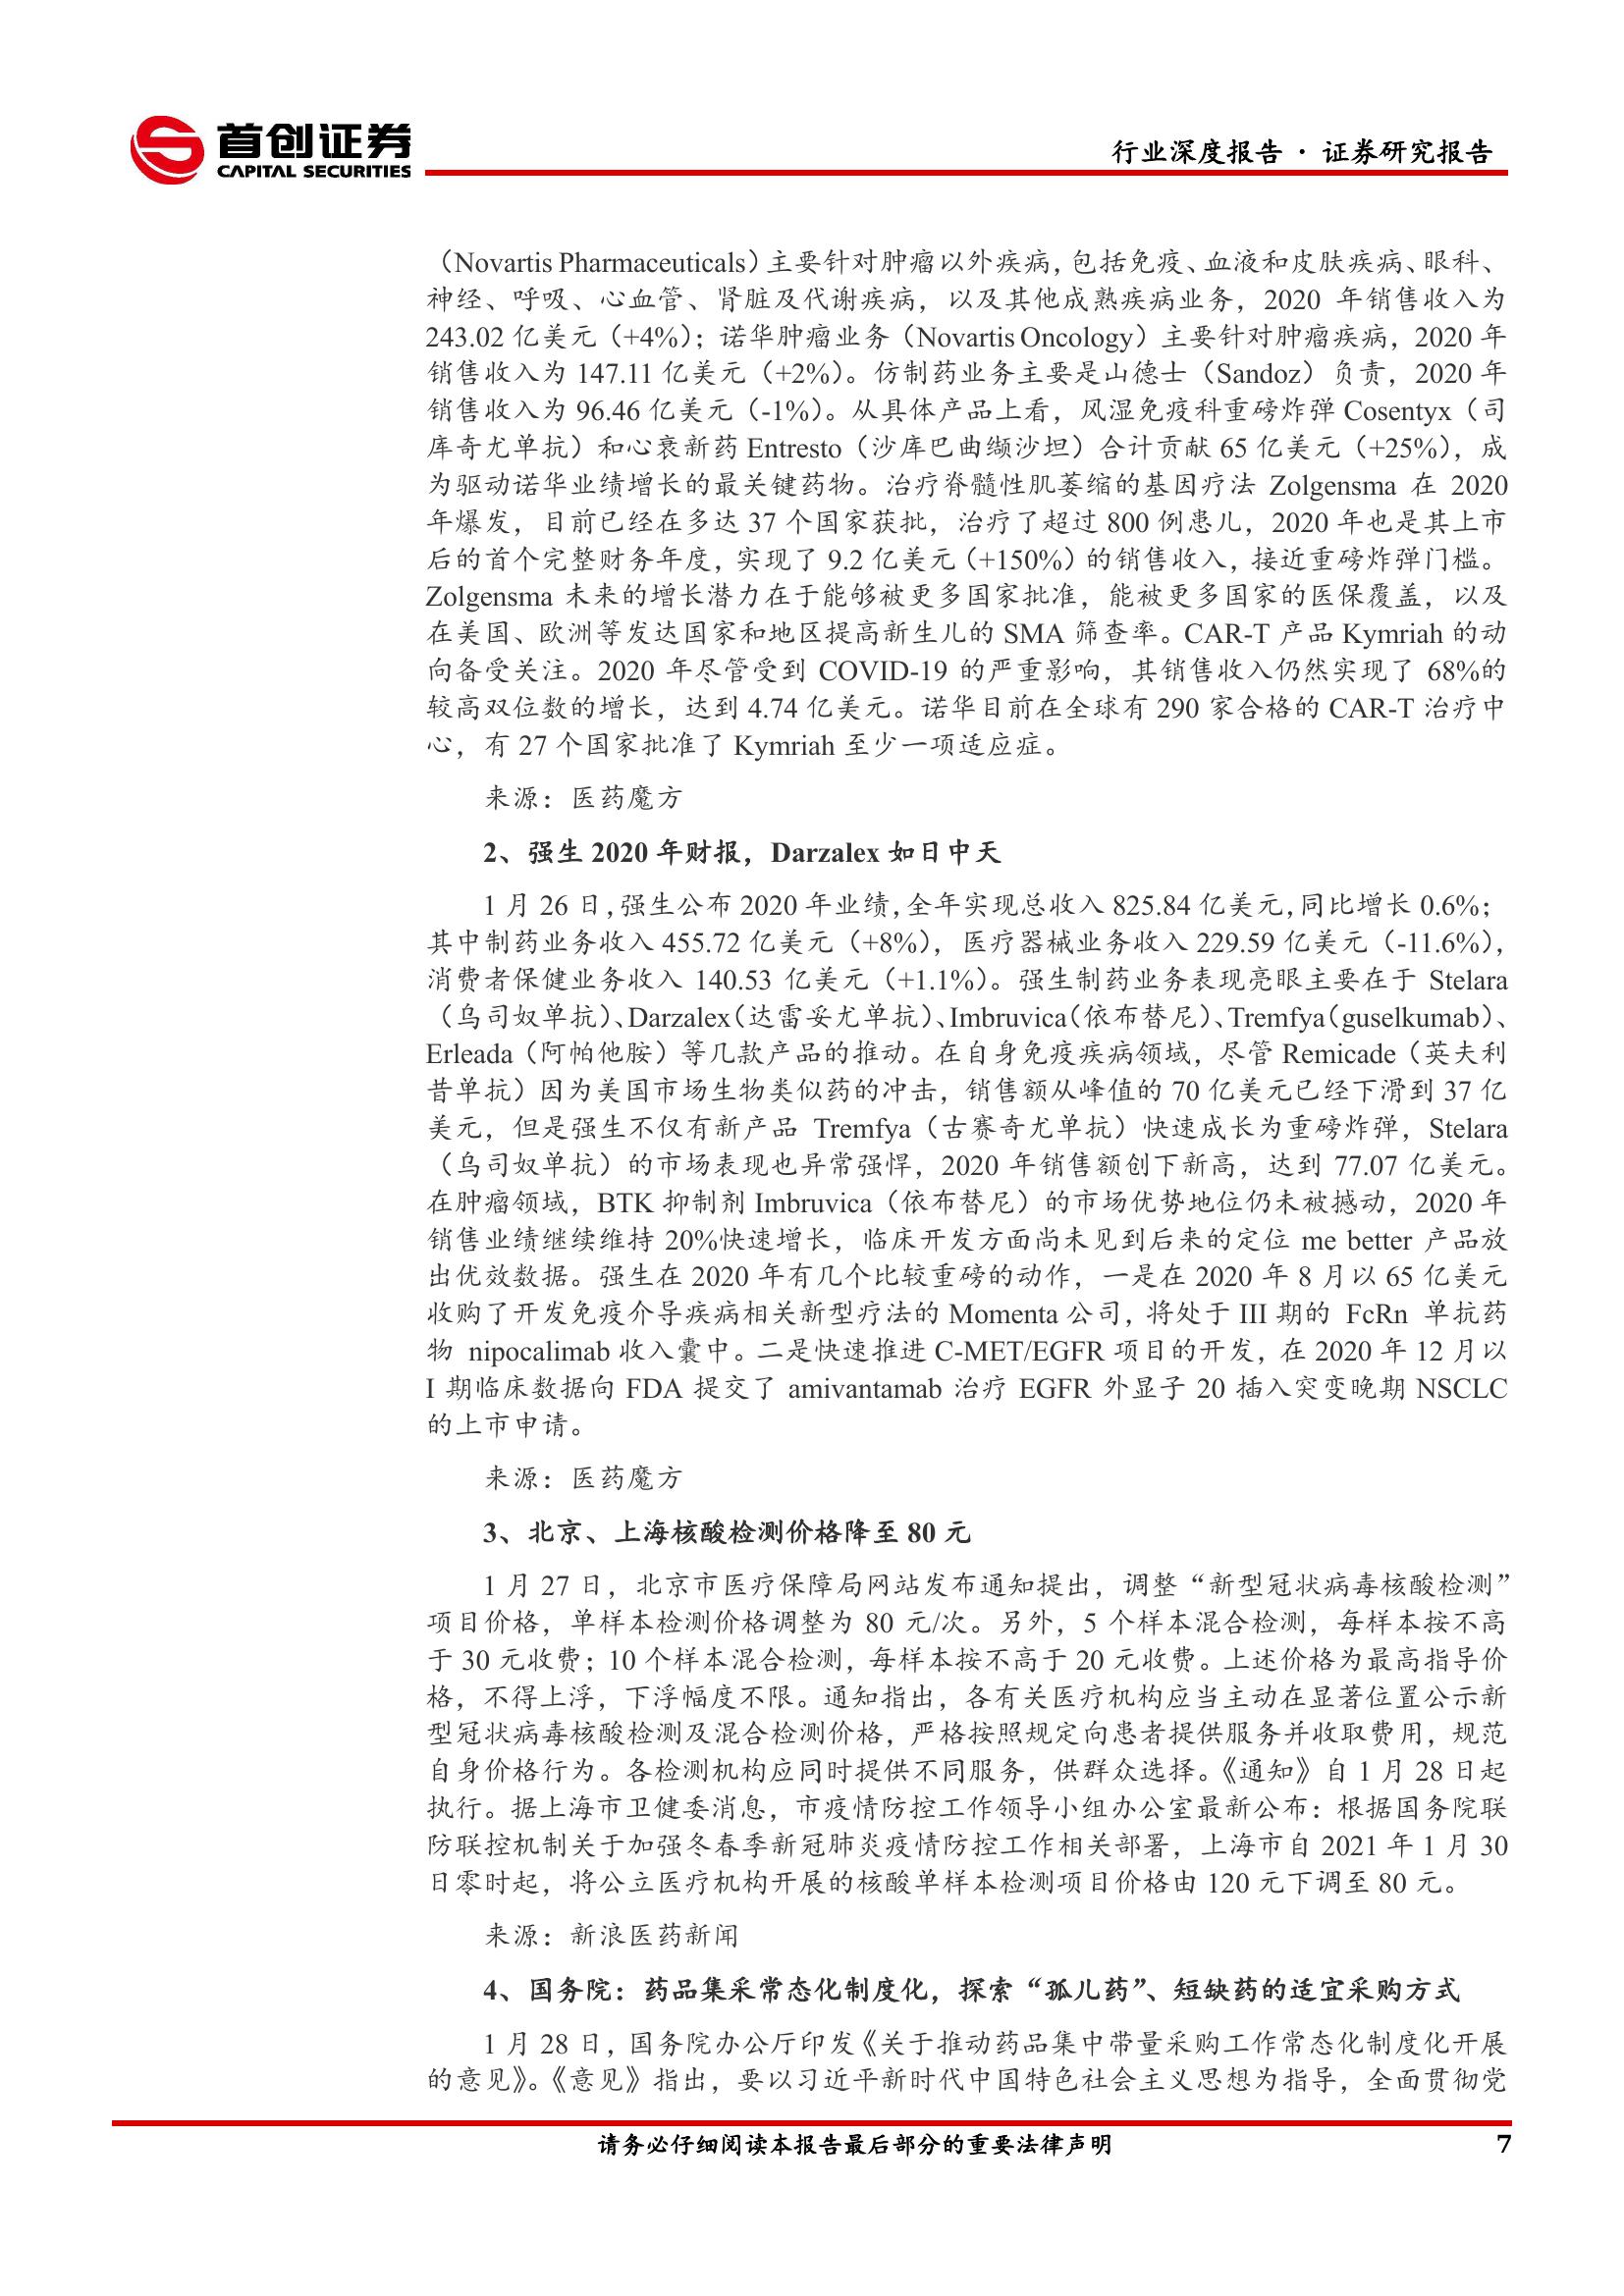 首创证券
CAPITAL SECURITIES
行业深度报告 · 证券研究报告
（Novartis Pharmaceuticals）主要针对肿瘤以外疾病，包括免疫、血液和皮肤疾病、眼科、
神经、呼吸、心血管、肾脏及代谢疾病，以及其他成熟疾病业务，2020 年销售收入为
243.02 亿美元（+4%）；诺华肿瘤业务（Novartis Oncology）主要针对肿瘤疾病，2020 年
销售收入为 147.11 亿美元（+2%）。仿制药业务主要是山德士（Sandoz）负责，2020 年
销售收入为 96.46 亿美元（-1%）。从具体产品上看，风湿免疫科重磅炸弹 Cosentyx（司
库奇尤单抗）和心衰新药 Entresto（沙库巴曲缬沙坦）合计贡献 65 亿美元（+25%），成
为驱动诺华业绩增长的最关键药物。治疗脊髓性肌萎缩的基因疗法 Zolgensma 在 2020
年爆发，目前已经在多达 37 个国家获批，治疗了超过 800 例患儿，2020 年也是其上市
后的首个完整财务年度，实现了 9.2 亿美元（+150%）的销售收入，接近重磅炸弹门槛。
Zolgensma 未来的增长潜力在于能够被更多国家批准，能被更多国家的医保覆盖，以及
在美国、欧洲等发达国家和地区提高新生儿的 SMA 筛查率。CAR-T 产品 Kymriah 的动
向备受关注。2020 年尽管受到 COVID-19 的严重影响，其销售收入仍然实现了 68%的
较高双位数的增长，达到 4.74 亿美元。诺华目前在全球有 290 家合格的 CAR-T 治疗中
心，有 27 个国家批准了 Kymriah 至少一项适应症。
来源：医药魔方
2、强生 2020 年财报，Darzalex 如日中天
1 月 26 日，强生公布 2020 年业绩，全年实现总收入 825.84 亿美元，同比增长 0.6%；
其中制药业务收入 455.72 亿美元（+8%），医疗器械业务收入 229.59 亿美元（-11.6%），
消费者保健业务收入 140.53 亿美元（+1.1%）。强生制药业务表现亮眼主要在于 Stelara
（乌司奴单抗）、Darzalex（达雷妥尤单抗）、Imbruvica（依布替尼）、Tremfya（guselkumab）、
Erleada（阿帕他胺）等几款产品的推动。在自身免疫疾病领域，尽管 Remicade（英夫利
昔单抗）因为美国市场生物类似药的冲击，销售额从峰值的 70 亿美元已经下滑到 37 亿
美元，但是强生不仅有新产品 Tremfya（古赛奇尤单抗）快速成长为重磅炸弹，Stelara
（乌司奴单抗）的市场表现也异常强悍，2020 年销售额创下新高，达到 77.07 亿美元。
在肿瘤领域，BTK 抑制剂 Imbruvica（依布替尼）的市场优势地位仍未被撼动，2020 年
销售业绩继续维持 20%快速增长，临床开发方面尚未见到后来的定位 me better 产品放
出优效数据。强生在 2020 年有几个比较重磅的动作，一是在 2020 年 8 月以 65 亿美元
收购了开发免疫介导疾病相关新型疗法的 Momenta 公司，将处于 III 期的 FcRn 单抗药
物 nipocalimab 收入囊中。二是快速推进 C-MET/EGFR 项目的开发，在 2020 年 12 月以
I 期临床数据向 FDA 提交了 amivantamab 治疗 EGFR 外显子 20 插入突变晚期 NSCLC
的上市申请。
来源：医药魔方
3、北京、上海核酸检测价格降至 80 元
1 月 27 日，北京市医疗保障局网站发布通知提出，调整“新型冠状病毒核酸检测”
项目价格，单样本检测价格调整为 80 元/次。另外，5 个样本混合检测，每样本按不高
于 30 元收费；10 个样本混合检测，每样本按不高于 20 元收费。上述价格为最高指导价
格，不得上浮，下浮幅度不限。通知指出，各有关医疗机构应当主动在显著位置公示新
型冠状病毒核酸检测及混合检测价格，严格按照规定向患者提供服务并收取费用，规范
自身价格行为。各检测机构应同时提供不同服务，供群众选择。《通知》自 1 月 28 日起
执行。据上海市卫健委消息，市疫情防控工作领导小组办公室最新公布：根据国务院联
防联控机制关于加强冬春季新冠肺炎疫情防控工作相关部署，上海市自 2021 年 1 月 30
日零时起，将公立医疗机构开展的核酸单样本检测项目价格由 120 元下调至 80 元。
来源：新浪医药新闻
4、国务院：药品集采常态化制度化，探索“孤儿药”、短缺药的适宜采购方式
1 月 28 日，国务院办公厅印发《关于推动药品集中带量采购工作常态化制度化开展
的意见》。《意见》指出，要以习近平新时代中国特色社会主义思想为指导，全面贯彻党
请务必仔细阅读本报告最后部分的重要法律声明
7